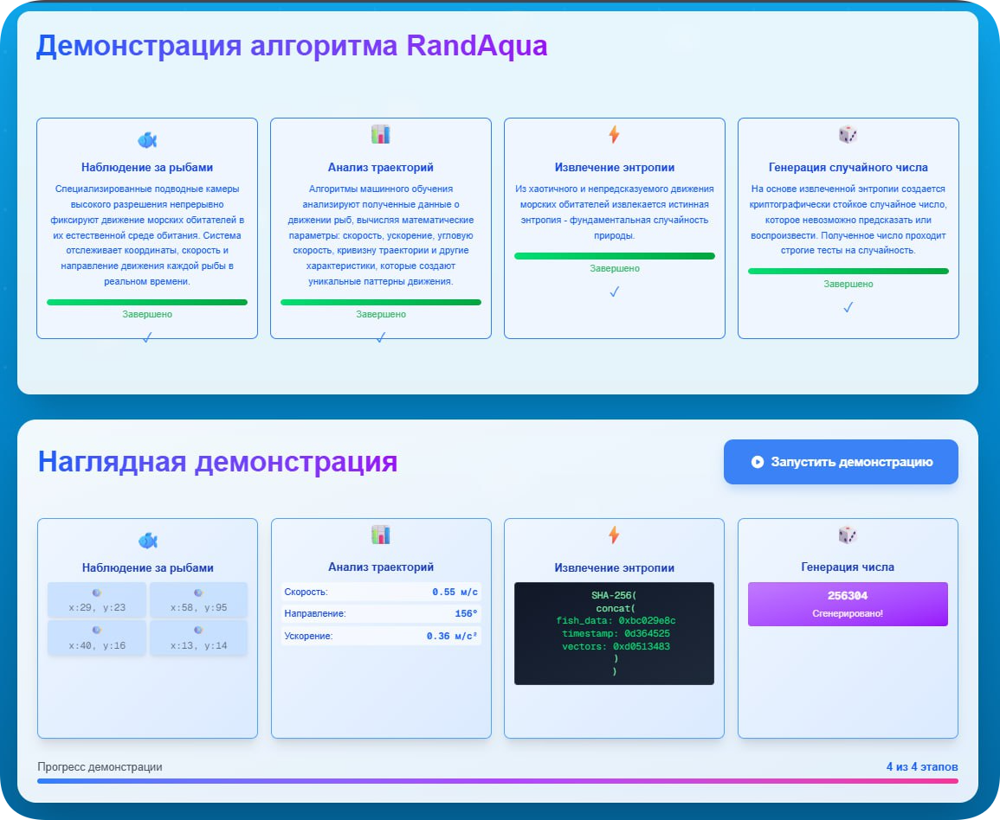 Демонстрация алгоритма RandAqua
Наблюдение за рыбами
Специализированные подводные камеры
высокого разрешения непрерывно
фиксируют движение морских обитателей в
их естественной среде обитания. Система
отслеживает координаты, скорость и
направление движения каждой рыбы в
реальном времени.
Завершено
✓
Анализ траекторий
Алгоритмы машинного обучения
анализируют полученные данные о
движении рыб, вычисляя математические
параметры: скорость, ускорение, угловую
скорость, кривизну траектории и другие
характеристики, которые создают
уникальные паттерны движения.
Завершено
✓
Извлечение энтропии
Из хаотичного и непредсказуемого движения
морских обитателей извлекается истинная
энтропия - фундаментальная случайность
природы.
Завершено
✓
Генерация случайного числа
На основе извлеченной энтропии создается
криптографически стойкое случайное число,
которое невозможно предсказать или
воспроизвести. Полученное число проходит
строгие тесты на случайность.
Завершено
✓
Наглядная демонстрация
Запустить демонстрацию
Наблюдение за рыбами
x:29, y:23
x:58, y:95
x:40, y:16
x:13, y:14
Анализ траекторий
Скорость: 0.55 м/с
Направление: 156°
Ускорение: 0.36 м/с²
Извлечение энтропии
SHA-256(
concat(
fish_data: 0xbc029e8c
timestamp: 0d364525
vectors: 0xd0513483
)
)
Генерация числа
256304
Сгенерировано!
Прогресс демонстрации
4 из 4 этапов